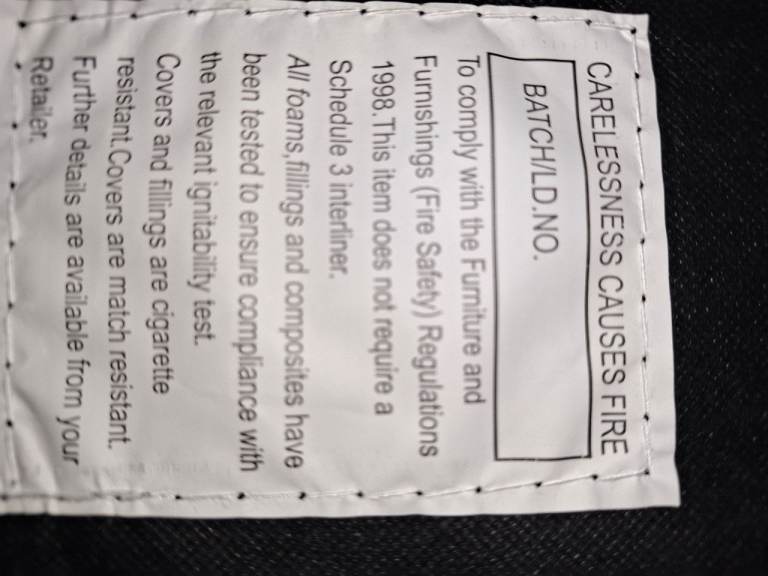 CARELESSNESS CAUSES FIRE
BATCH/LD.NO.
To comply with the Furniture and
Furnishings (Fire Safety) Regulations
1998.This item does not require a
Schedule 3 interliner.
All foams,fillings and composites have
been tested to ensure compliance with
the relevant ignitability test.
Covers and fillings are cigarette
resistant.Covers are match resistant.
Further details are available from your
Retailer.